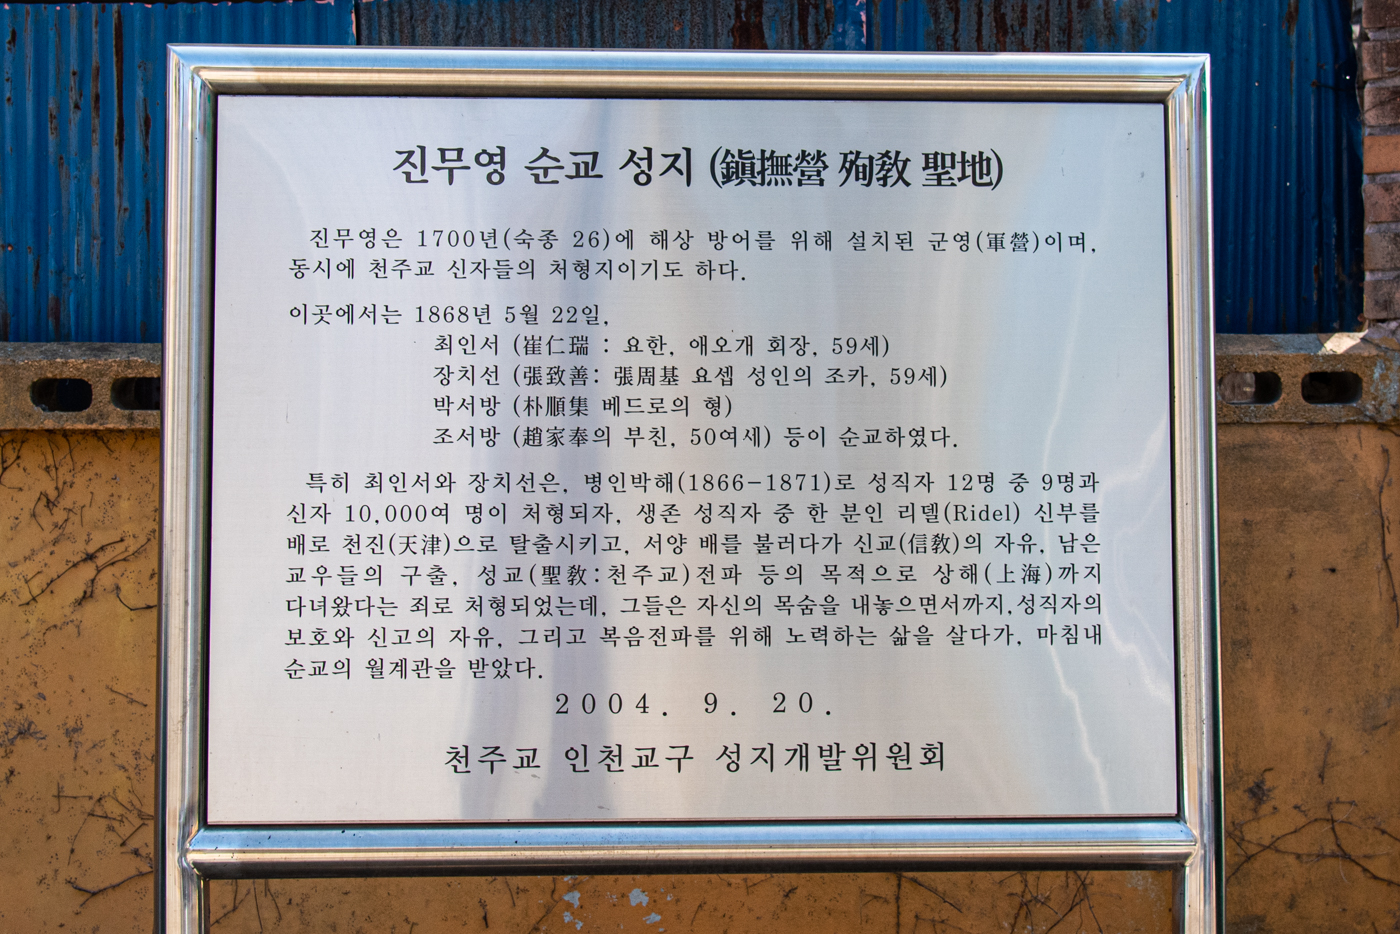 진무영 순교 성지 (鎭撫營 殉敎 聖地)
진무영은 1700년(숙종 26)에 해상 방어를 위해 설치된 군영(軍營)이며,
동시에 천주교 신자들의 처형지이기도 하다.
이곳에서는 1868년 5월 22일,
최인서 (崔仁瑞 : 요한, 애오개 회장, 59세)
장치선 (張致善: 張周基 요셉 성인의 조카, 59세)
박서방 (朴順集 베드로의 형)
조서방 (趙家奉의 부친, 50여세) 등이 순교하였다.
특히 최인서와 장치선은, 병인박해(1866-1871)로 성직자 12명 중 9명과
신자 10,000여 명이 처형되자, 생존 성직자 중 한 분인 리델(Ridel) 신부를
배로 천진(天津)으로 탈출시키고, 서양 배를 불러다가 신교(信敎)의 자유, 남은
교우들의 구출, 성교(聖敎:천주교)전파 등의 목적으로 상해(上海)까지
다녀왔다는 죄로 처형되었는데, 그들은 자신의 목숨을 내놓으면서까지,성직자의
보호와 신고의 자유, 그리고 복음전파를 위해 노력하는 삶을 살다가, 마침내
순교의 월계관을 받았다.
2004. 9. 20.
천주교 인천교구 성지개발위원회